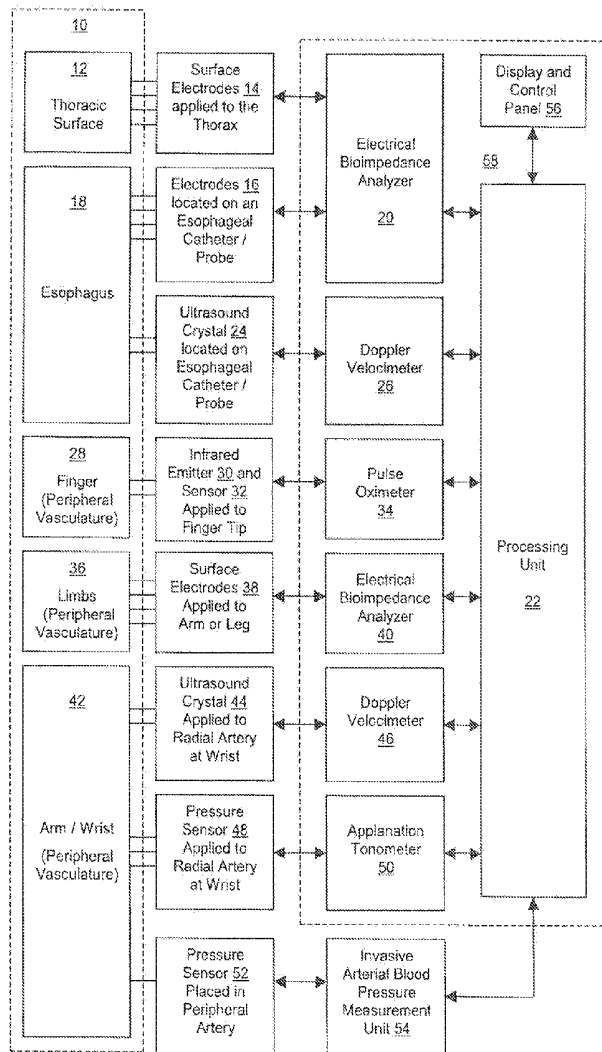 10
12
Thoracic
Surface
Surface
Electrodes 14
applied to the
Thorax
Electrical
Bioimpedance
Analyzer
20
Display and
Control
Panel 56
58
18
Esophagus
Electrodes 16
located on an
Esophageal
Catheter /
Probe
Ultrasound
Crystal 24
located on
Esophageal
Catheter /
Probe
Doppler
Velocimeter
26
28
Finger
(Peripheral
Vasculature)
Infrared
Emitter 30 and
Sensor 32
Applied to
Finger Tip
Pulse
Oximeter
34
Processing
Unit
22
36
Limbs
(Peripheral
Vasculature)
Surface
Electrodes 38
Applied to
Arm or Leg
Electrical
Bioimpedance
Analyzer
40
42
Arm / Wrist
(Peripheral
Vasculature)
Ultrasound
Crystal 44
Applied to
Radial Artery
at Wrist
Doppler
Velocimeter
46
Pressure
Sensor 48
Applied to
Radial Artery
at Wrist
Applanation
Tonometer
50
Pressure
Sensor 52
Placed in
Peripheral
Artery
Invasive
Arterial Blood
Pressure
Measurement
Unit 54